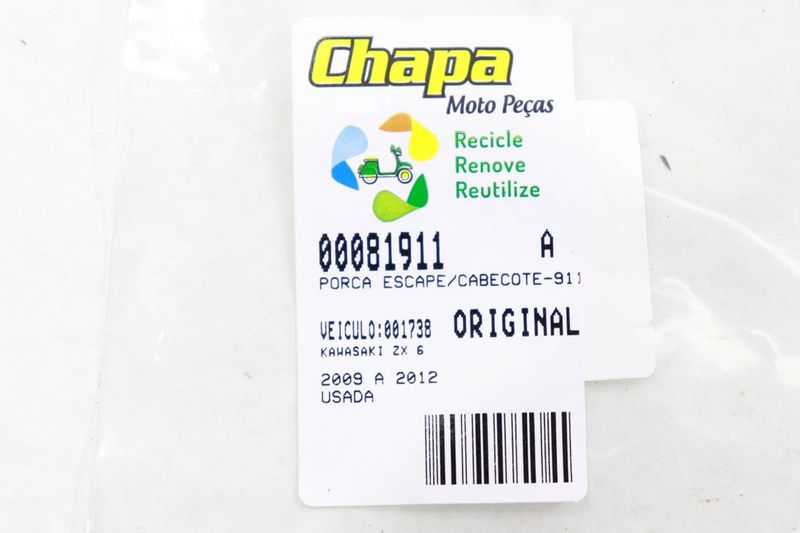 Chapa
Moto Peças
Recicle
Renove
Reutilize
00081911 A
PORCA ESCAPE/CABECOTE-911
VEICULO:001738 ORIGINAL
KAWASAKI ZX 6
2009 A 2012
USADA